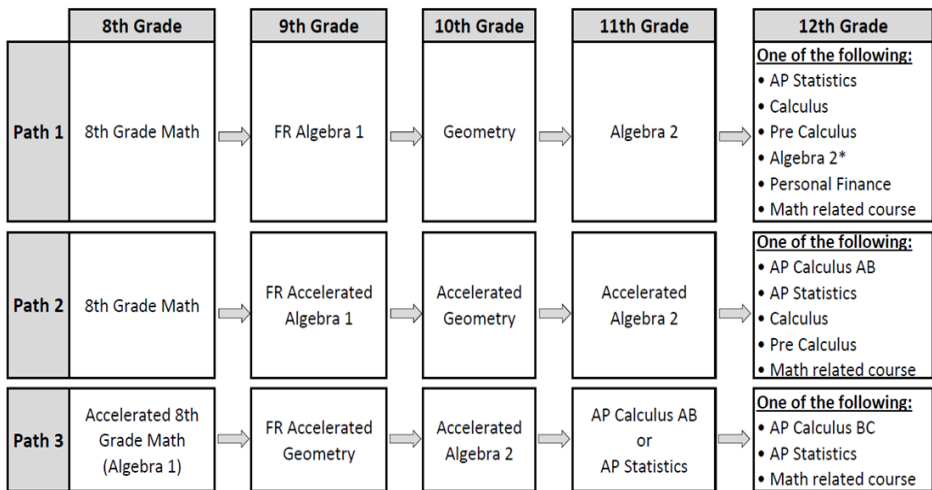 8th Grade
9th Grade
10th Grade
11th Grade
12th Grade
Path 1
8th Grade Math
FR Algebra 1
Geometry
Algebra 2
One of the following:
• AP Statistics
• Calculus
• Pre Calculus
• Algebra 2*
• Personal Finance
• Math related course
Path 2
8th Grade Math
FR Accelerated
Algebra 1
Accelerated
Geometry
Accelerated
Algebra 2
One of the following:
• AP Calculus AB
• AP Statistics
• Calculus
• Pre Calculus
• Math related course
Path 3
Accelerated 8th
Grade Math
(Algebra 1)
FR Accelerated
Geometry
Accelerated
Algebra 2
AP Calculus AB
or
AP Statistics
One of the following:
• AP Calculus BC
• AP Statistics
• Math related course